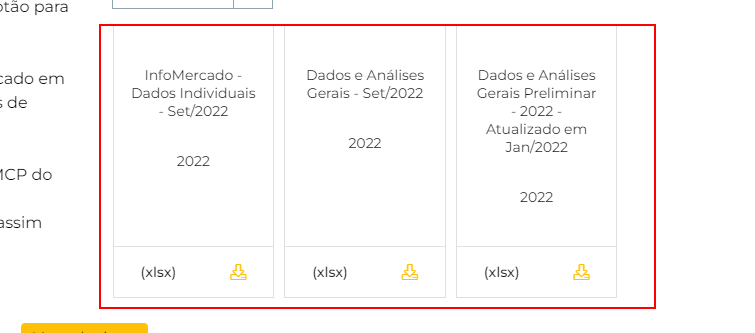 otão para
cado em
s de
MCP do
assim
InfoMercado -
Dados Individuais
- Set/2022
2022
(xlsx)
Dados e Análises
Gerais - Set/2022
2022
(xlsx)
Dados e Análises
Gerais Preliminar
- 2022 -
Atualizado em
Jan/2022
2022
(xlsx)